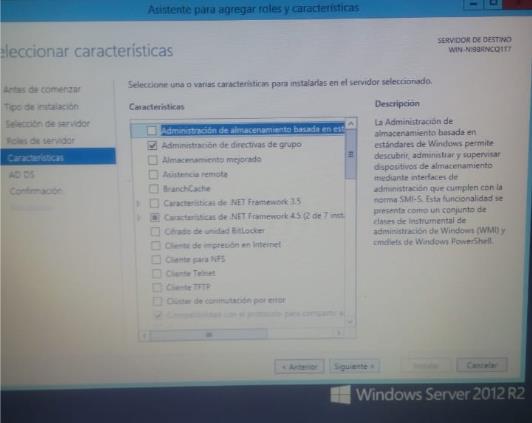 Asistente para agregar roles y características
Seleccionar características
SERVIDOR DE DESTINO
Antes de comenzar
Tipo de instalación
Selección de servidor
Roles de servidor
Características
AD DS
Confirmación
Seleccione una o varias características para instalarlas en el servidor seleccionado.
Características
Administración de almacenamiento basada en est
Administración de directivas de grupo
Almacenamiento mejorado
Asistencia remota
BranchCache
Características de .NET Framework 3.5
Características de .NET Framework 4.5 (2 de 7 inst
Cifrado de unidad BitLocker
Cliente de impresión en Internet
Cliente para NFS
Cliente Telnet
Cliente TFTP
Clúster de conmutación por error
Compatibilidad con el protocolo para compartir a
Descripción
La Administración de
almacenamiento basada en
estándares de Windows permite
descubrir, administrar y supervisar
dispositivos de almacenamiento
mediante interfaces de
administración que cumplen con la
norma SMI-S. Esta funcionalidad se
presenta como un conjunto de
clases de Instrumental de
administración de Windows (WMI) y
cmdlets de Windows PowerShell.
< Anterior
Siguiente >
Instalar
Cancelar
Windows Server 2012 R2